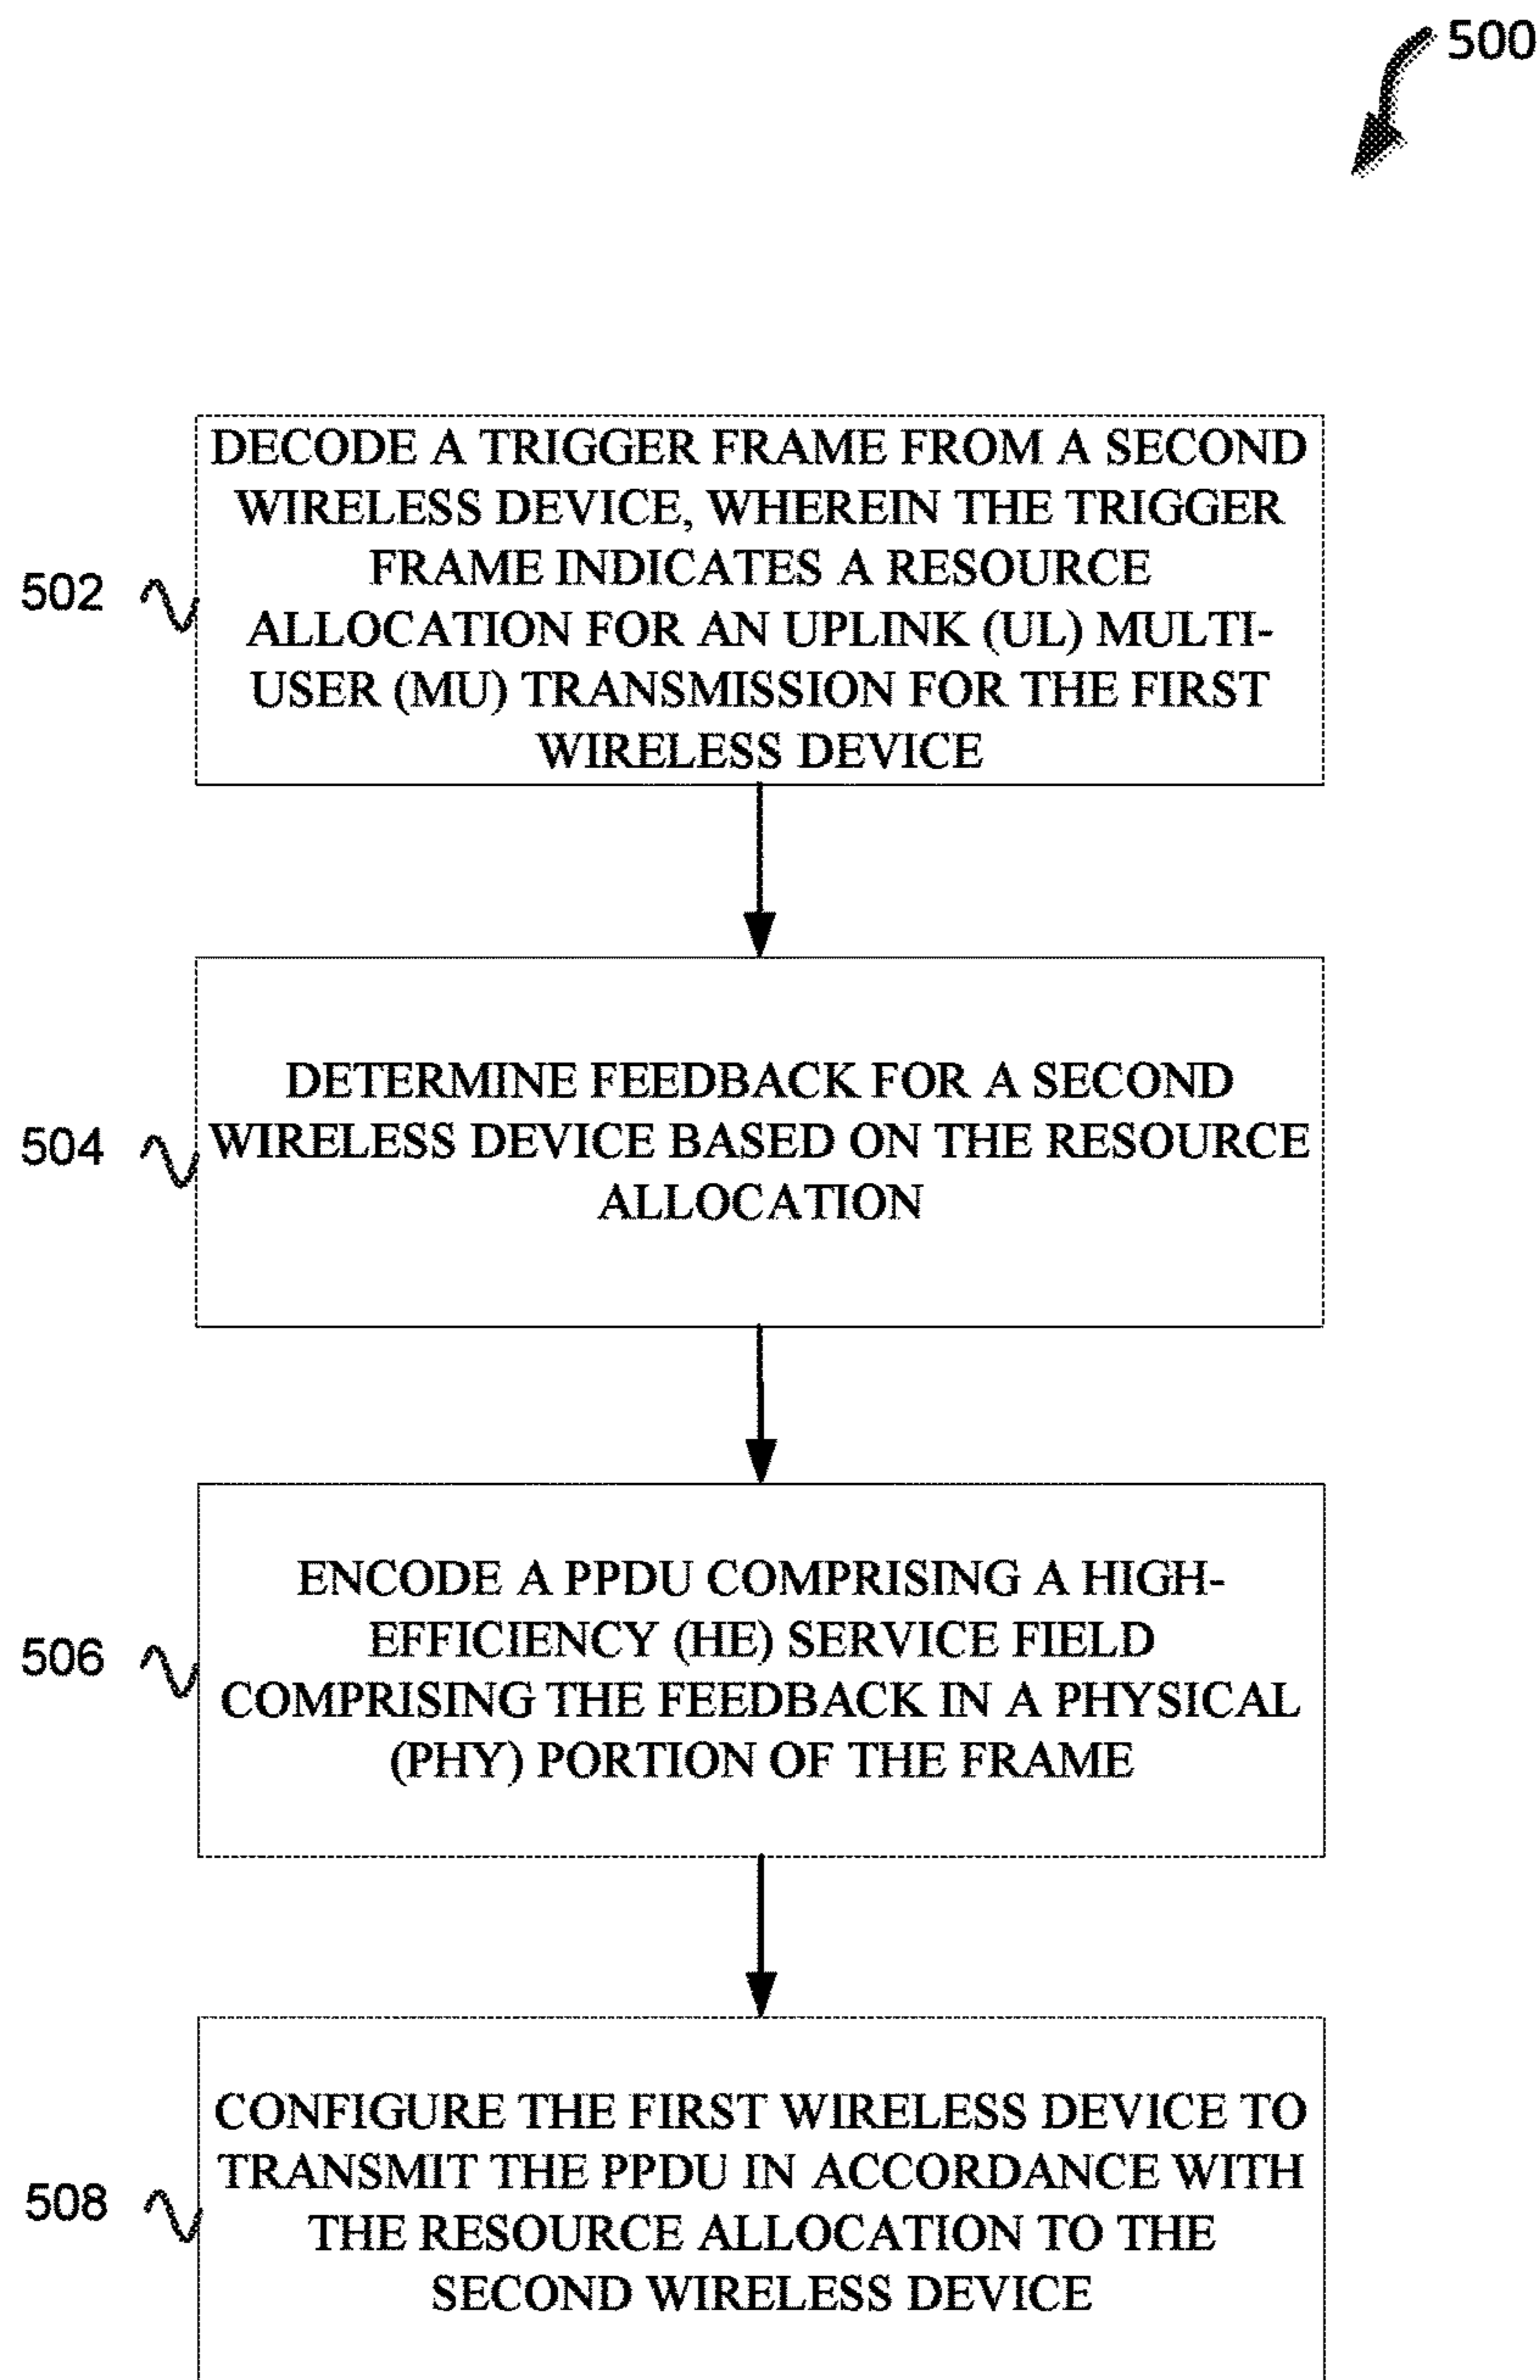 500
DECODE A TRIGGER FRAME FROM A SECOND
WIRELESS DEVICE, WHEREIN THE TRIGGER
FRAME INDICATES A RESOURCE
ALLOCATION FOR AN UPLINK (UL) MULTI-
USER (MU) TRANSMISSION FOR THE FIRST
WIRELESS DEVICE
502
DETERMINE FEEDBACK FOR A SECOND
WIRELESS DEVICE BASED ON THE RESOURCE
ALLOCATION
504
ENCODE A PPDU COMPRISING A HIGH-
EFFICIENCY (HE) SERVICE FIELD
COMPRISING THE FEEDBACK IN A PHYSICAL
(PHY) PORTION OF THE FRAME
506
CONFIGURE THE FIRST WIRELESS DEVICE TO
TRANSMIT THE PPDU IN ACCORDANCE WITH
THE RESOURCE ALLOCATION TO THE
SECOND WIRELESS DEVICE
508